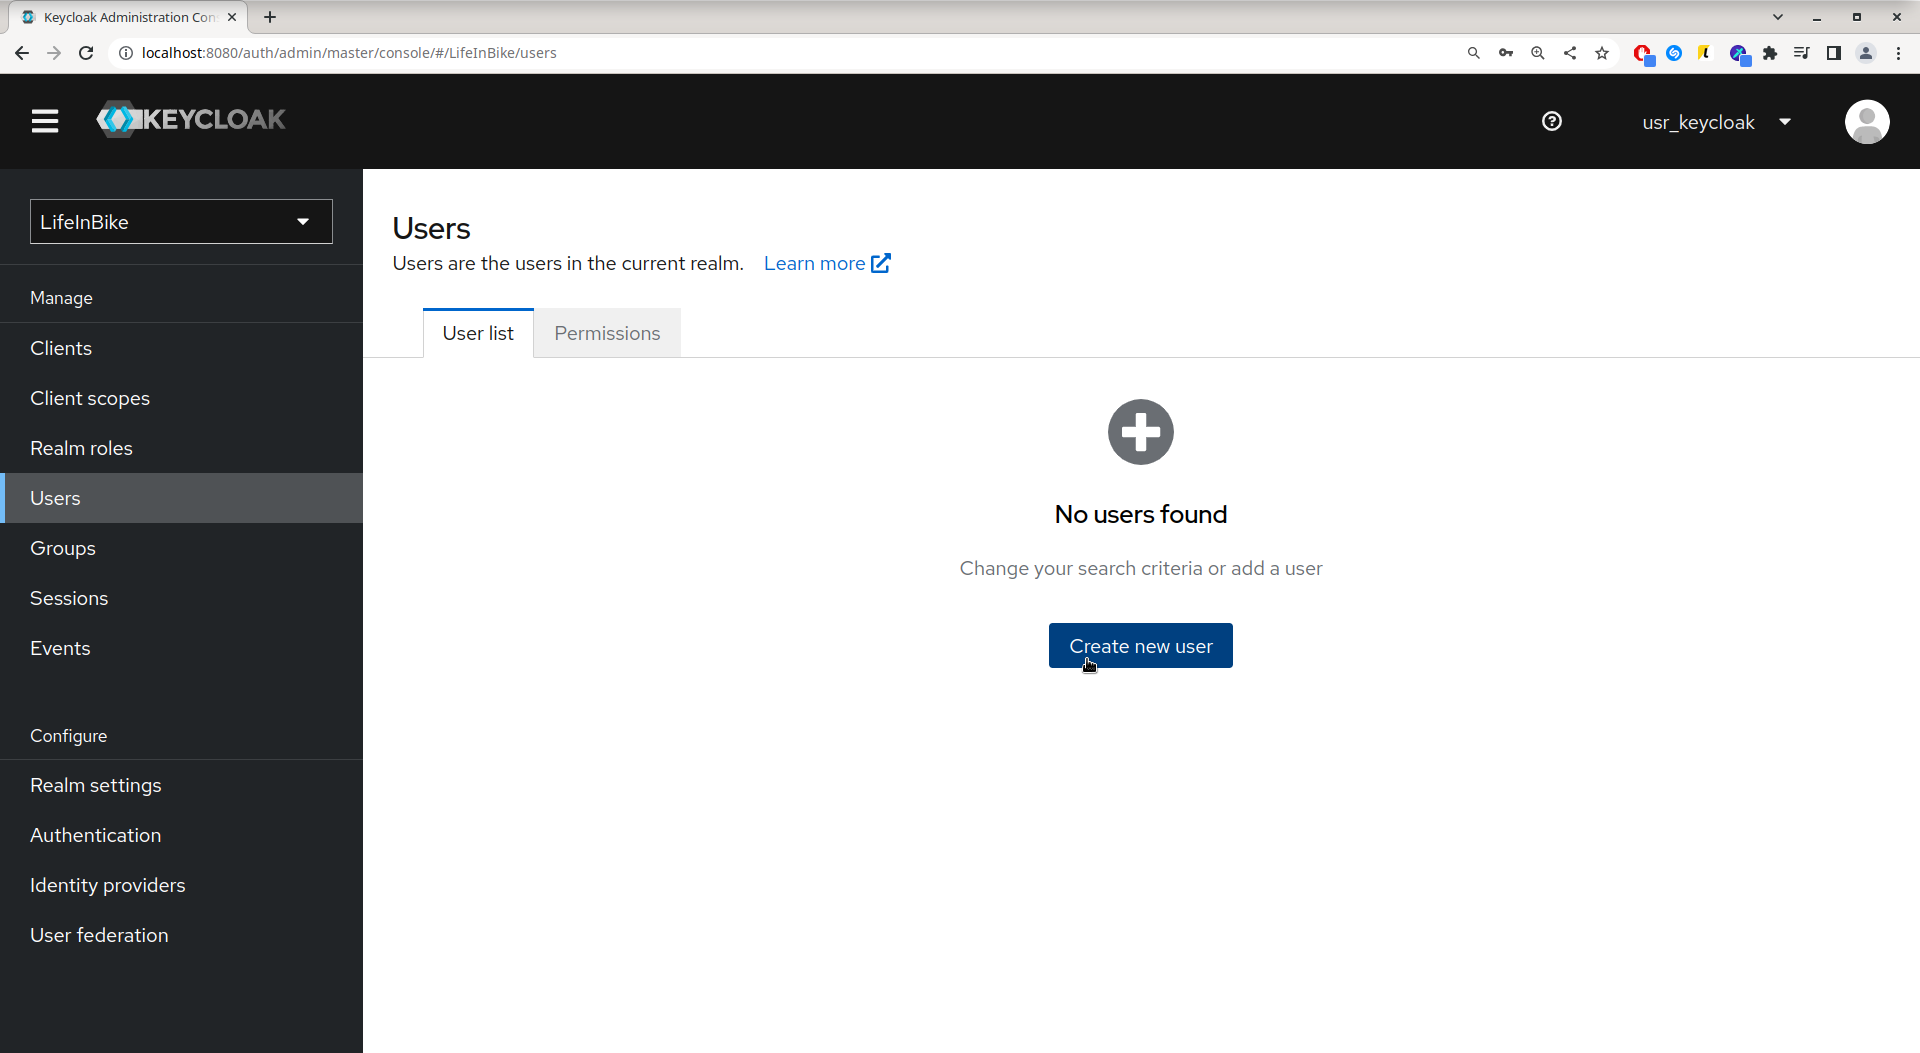 Keycloak Administration Con
localhost:8080/auth/admin/master/console/#/LifeInBike/users
KEYCLOAK
usr_keycloak
LifeInBike
Manage
Clients
Client scopes
Realm roles
Users
Groups
Sessions
Events
Configure
Realm settings
Authentication
Identity providers
User federation
Users
Users are the users in the current realm. Learn more
User list Permissions
No users found
Change your search criteria or add a user
Create new user